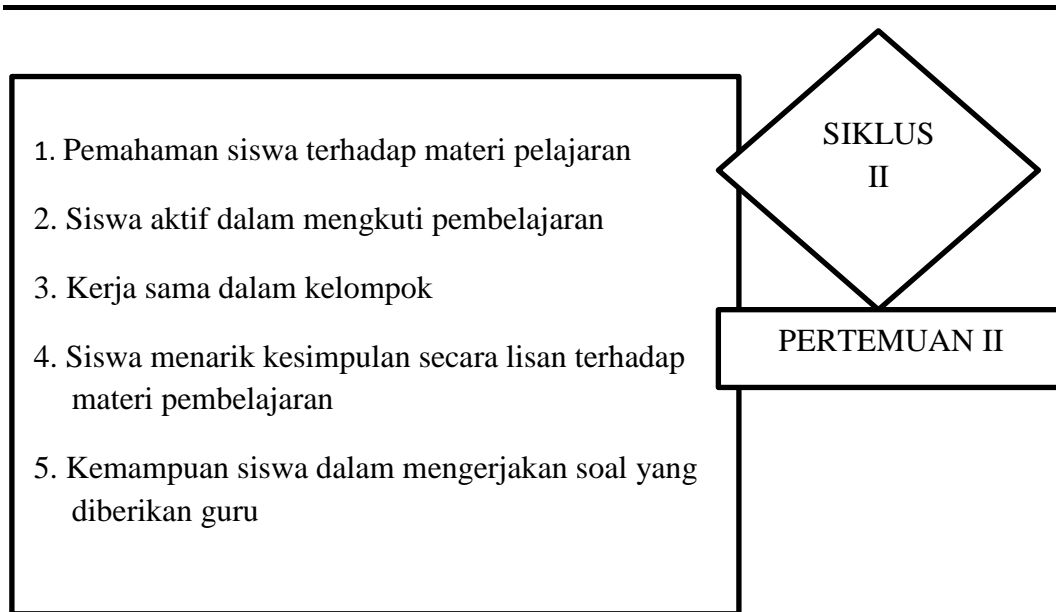 1. Pemahaman siswa terhadap materi pelajaran
2. Siswa aktif dalam mengkuti pembelajaran
3. Kerja sama dalam kelompok
4. Siswa menarik kesimpulan secara lisan terhadap
materi pembelajaran
5. Kemampuan siswa dalam mengerjakan soal yang
diberikan guru
SIKLUS
II
PERTEMUAN II